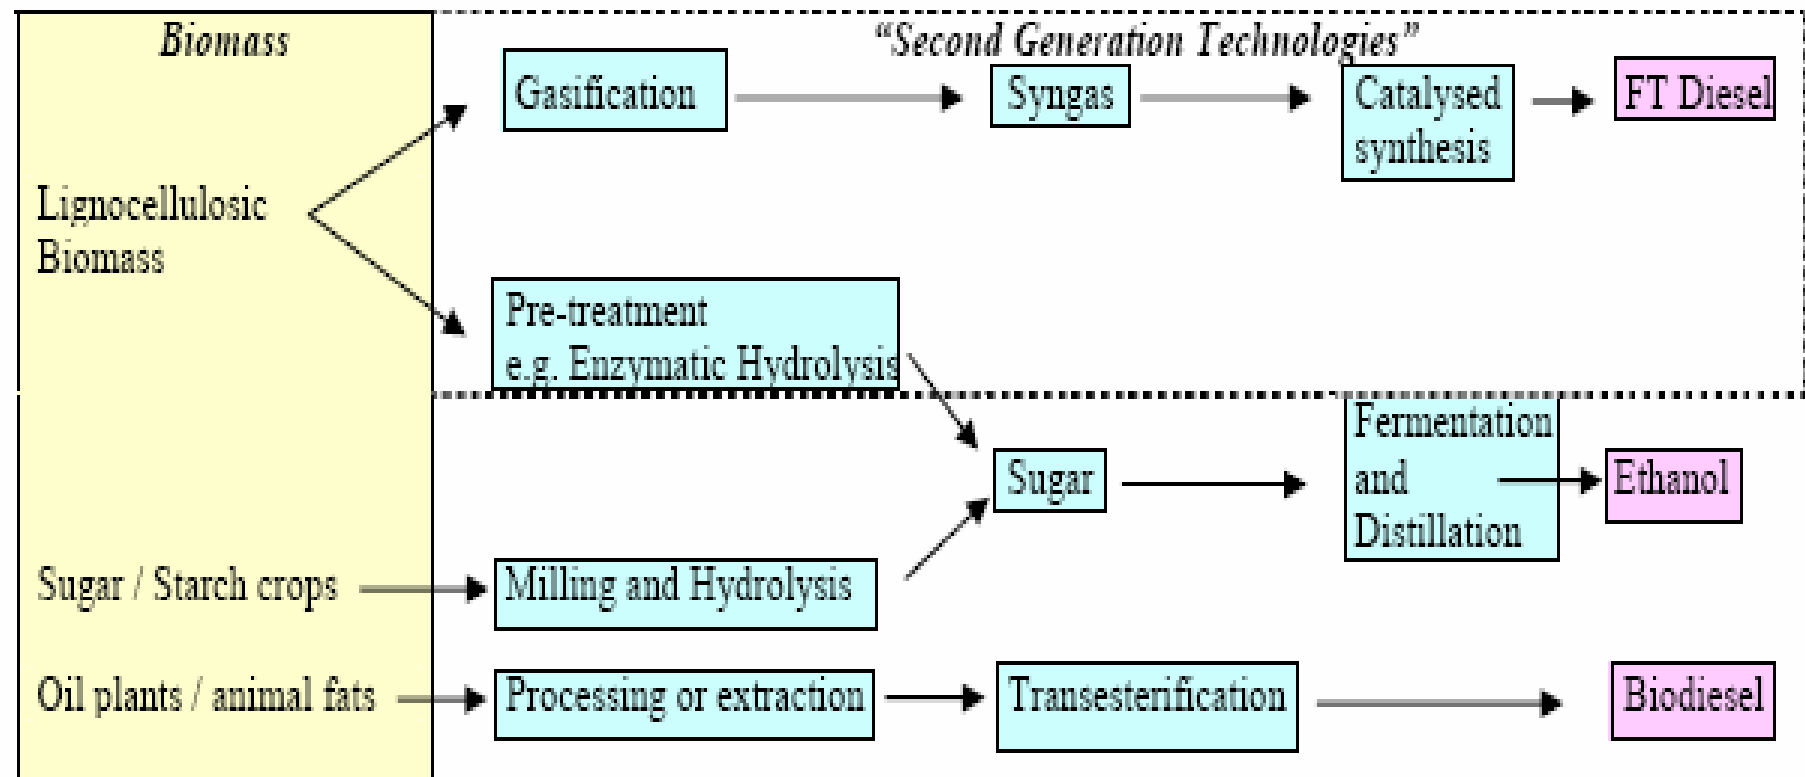 Biomass
“Second Generation Technologies”
Gasification
Syngas
Catalysed
synthesis
FT Diesel
Lignocellulosic
Biomass
Pre-treatment
e.g. Enzymatic Hydrolysis
Sugar
Fermentation
and
Distillation
Ethanol
Sugar / Starch crops
Milling and Hydrolysis
Oil plants / animal fats
Processing or extraction
Transesterification
Biodiesel